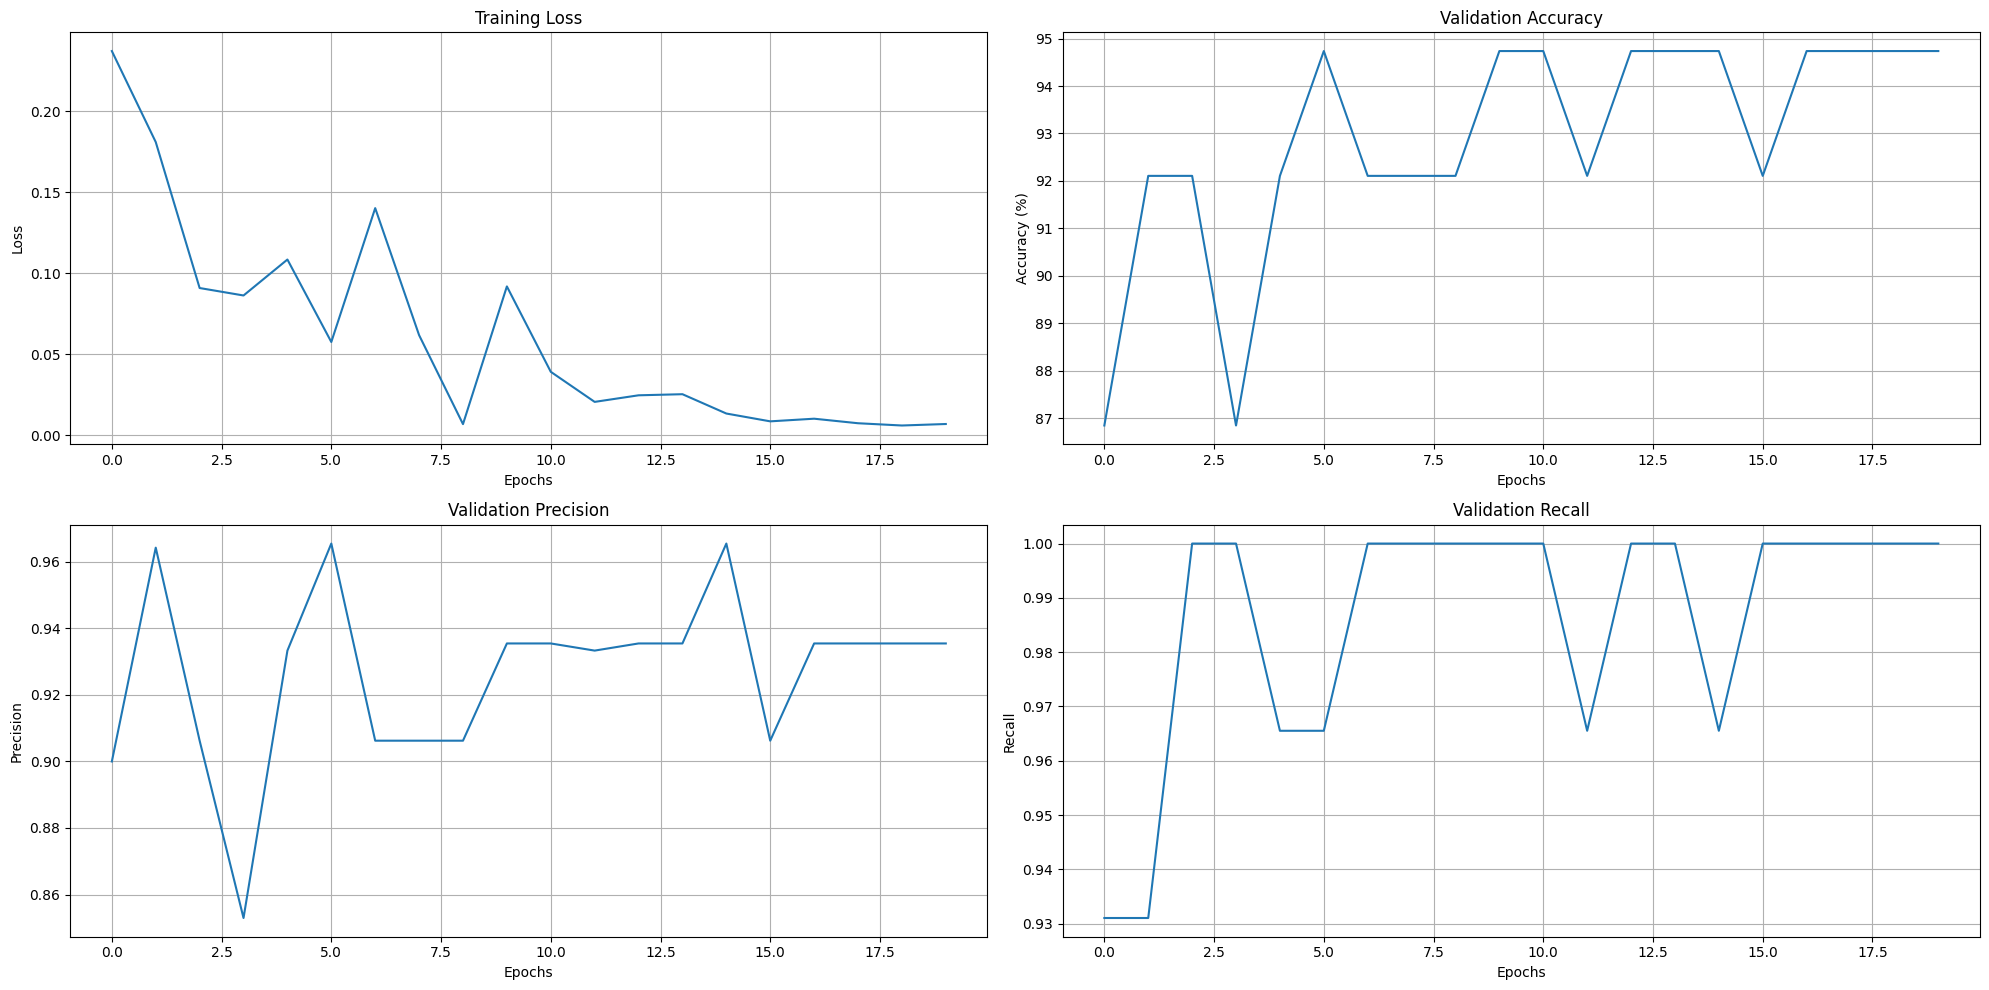 Training Loss
Loss
0.20
0.15
0.10
0.05
0.00
0.0 2.5 5.0 7.5 10.0 12.5 15.0 17.5
Epochs
Validation Accuracy
Accuracy (%)
95
94
93
92
91
90
89
88
87
0.0 2.5 5.0 7.5 10.0 12.5 15.0 17.5
Epochs
Validation Precision
Precision
0.96
0.94
0.92
0.90
0.88
0.86
0.0 2.5 5.0 7.5 10.0 12.5 15.0 17.5
Epochs
Validation Recall
Recall
1.00
0.99
0.98
0.97
0.96
0.95
0.94
0.93
0.0 2.5 5.0 7.5 10.0 12.5 15.0 17.5
Epochs